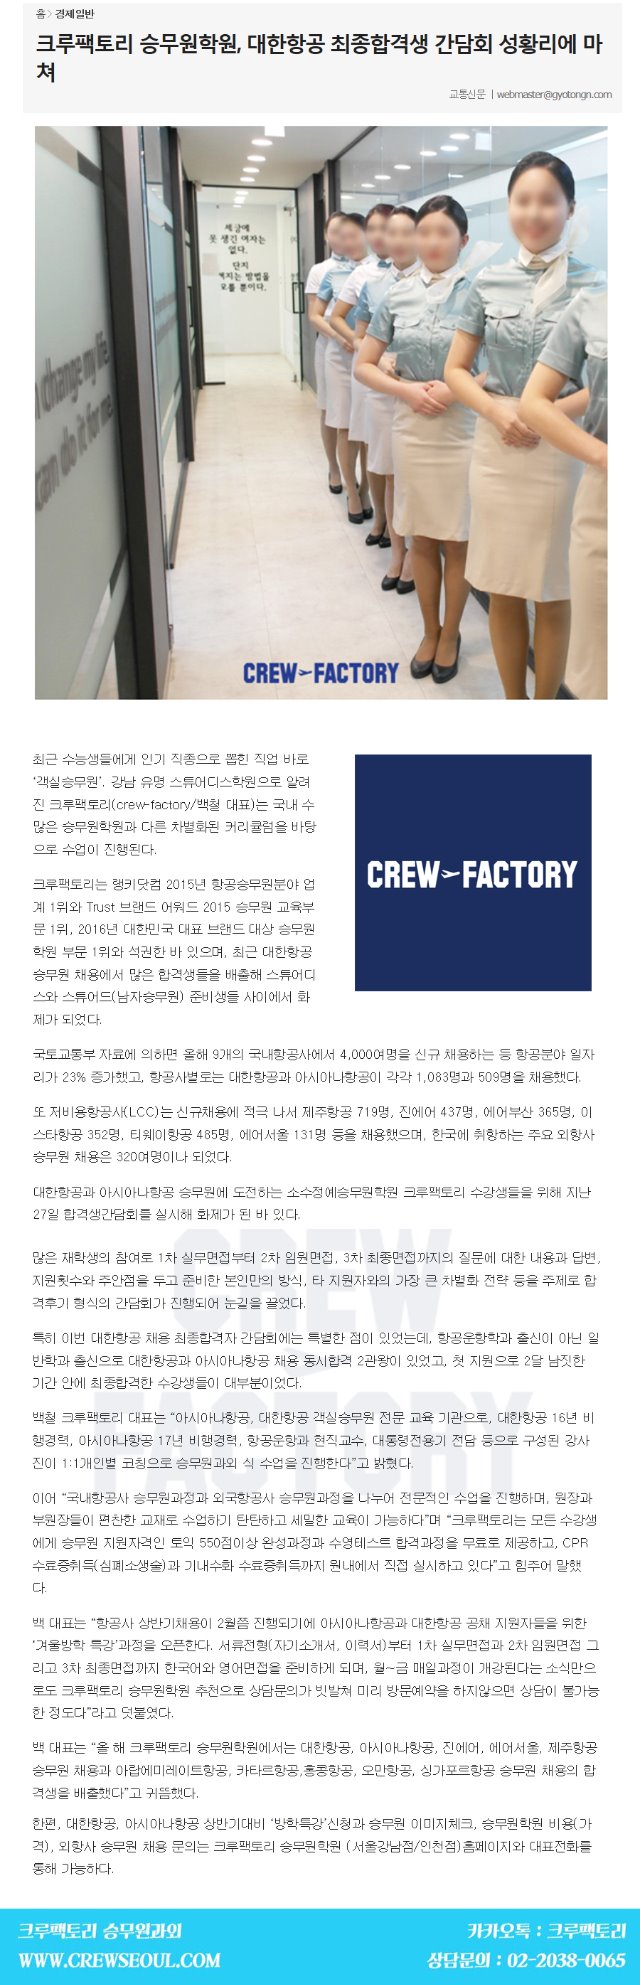 홈 > 경제일반
크루팩토리 승무원학원, 대한항공 최종합격생 간담회 성황리에 마
쳐
교통신문 | webmaster@gyotongn.com
세상에
못 생긴 여자는
없다.
단지
지는 방법을
모를 뿐이다.
change my life
can do it for me
CREW FACTORY
최근 수능생들에게 인기 직종으로 뽑힌 직업 바로
‘객실승무원’. 강남 유명 스튜어디스학원으로 알려
진 크루팩토리(crew-factory/백철 대표)는 국내 수
많은 승무원학원과 다른 차별화된 커리큘럼을 바탕
으로 수업이 진행된다.
CREW FACTORY
크루팩토리는 랭키닷컴 2015년 항공승무원분야 업
계 1위와 Trust 브랜드 어워드 2015 승무원 교육부
문 1위, 2016년 대한민국 대표 브랜드 대상 승무원
학원 부문 1위와 석권한 바 있으며, 최근 대한항공
승무원 채용에서 많은 합격생들을 배출해 스튜어디
스와 스튜어드(남자승무원) 준비생들 사이에서 화
제가 되었다.
국토교통부 자료에 의하면 올해 9개의 국내항공사에서 4,000여명을 신규 채용하는 등 항공분야 일자
리가 23% 증가했고, 항공사별로는 대한항공과 아시아나항공이 각각 1,083명과 509명을 채용했다.
또 저비용항공사(LCC)는 신규채용에 적극 나서 제주항공 719명, 진에어 437명, 에어부산 365명, 이
스타항공 352명, 티웨이항공 485명, 에어서울 131명 등을 채용했으며, 한국에 취항하는 주요 외항사
승무원 채용은 320여명이나 되었다.
대한항공과 아시아나항공 승무원에 도전하는 소수정예승무원학원 크루팩토리 수강생들을 위해 지난
27일 합격생간담회를 실시해 화제가 된 바 있다.
CREW
FACTORY
많은 재학생의 참여로 1차 실무면접부터 2차 임원면접, 3차 최종면접까지의 질문에 대한 내용과 답변,
지원횟수와 주안점을 두고 준비한 본인만의 방식, 타 지원자와의 가장 큰 차별화 전략 등을 주제로 합
격후기 형식의 간담회가 진행되어 눈길을 끌었다.
특히 이번 대한항공 채용 최종합격자 간담회에는 특별한 점이 있었는데, 항공운항학과 출신이 아닌 일
반학과 출신으로 대한항공과 아시아나항공 채용 동시합격 2관왕이 있었고, 첫 지원으로 2달 남짓한
기간 안에 최종합격한 수강생들이 대부분이었다.
백철 크루팩토리 대표는 “아시아나항공, 대한항공 객실승무원 전문 교육 기관으로, 대한항공 16년 비
행경력, 아시아나항공 17년 비행경력, 항공운항과 현직교수, 대통령전용기 전담 등으로 구성된 강사
진이 1:1개인별 코칭으로 승무원과외 식 수업을 진행한다”고 밝혔다.
이어 “국내항공사 승무원과정과 외국항공사 승무원과정을 나누어 전문적인 수업을 진행하며, 원장과
부원장들이 편찬한 교재로 수업하기 탄탄하고 세밀한 교육이 가능하다”며 “크루팩토리는 모든 수강생
에게 승무원 지원자격인 토익 550점이상 완성과정과 수영테스트 합격과정을 무료로 제공하고, CPR
수료증취득(심폐소생술)과 기내수화 수료증취득까지 원내에서 직접 실시하고 있다”고 힘주어 말했
다.
백 대표는 “항공사 상반기채용이 2월쯤 진행되기에 아시아나항공과 대한항공 공채 지원자들을 위한
‘겨울방학 특강’과정을 오픈한다. 서류전형(자기소개서, 이력서)부터 1차 실무면접과 2차 임원면접 그
리고 3차 최종면접까지 한국어와 영어면접을 준비하게 되며, 월~금 매일과정이 개강된다는 소식만으
로도 크루팩토리 승무원학원 추천으로 상담문의가 빗발쳐 미리 방문예약을 하지않으면 상담이 불가능
한 정도다”라고 덧붙였다.
백 대표는 “올 해 크루팩토리 승무원학원에서는 대한항공, 아시아나항공, 진에어, 에어서울, 제주항공
승무원 채용과 아랍에미레이트항공, 카타르항공,홍콩항공, 오만항공, 싱가포르항공 승무원 채용의 합
격생을 배출했다”고 귀뜸했다.
한편, 대한항공, 아시아나항공 상반기대비 ‘방학특강’신청과 승무원 이미지체크, 승무원학원 비용(가
격), 외항사 승무원 채용 문의는 크루팩토리 승무원학원 (서울강남점/인천점)홈페이지와 대표전화를
통해 가능하다.
크루팩토리 승무원과외
카카오톡 : 크루팩토리
WWW.CREWSEOUL.COM
상담문의 : 02-2038-0065